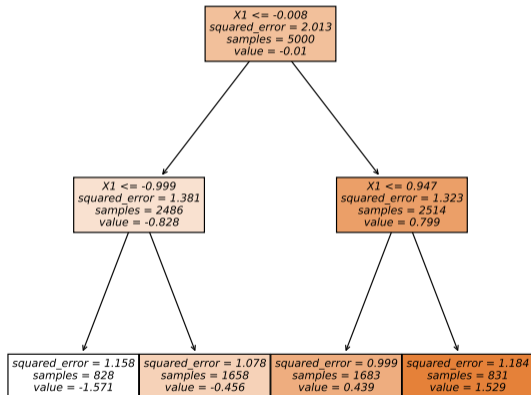 X1 <= -0.008
squared_error = 2.013
samples = 5000
value = -0.01
X1 <= -0.999
squared_error = 1.381
samples = 2486
value = -0.828
X1 <= 0.947
squared_error = 1.323
samples = 2514
value = 0.799
squared_error = 1.158
samples = 828
value = -1.571
squared_error = 1.078
samples = 1658
value = -0.456
squared_error = 0.999
samples = 1683
value = 0.439
squared_error = 1.184
samples = 831
value = 1.529